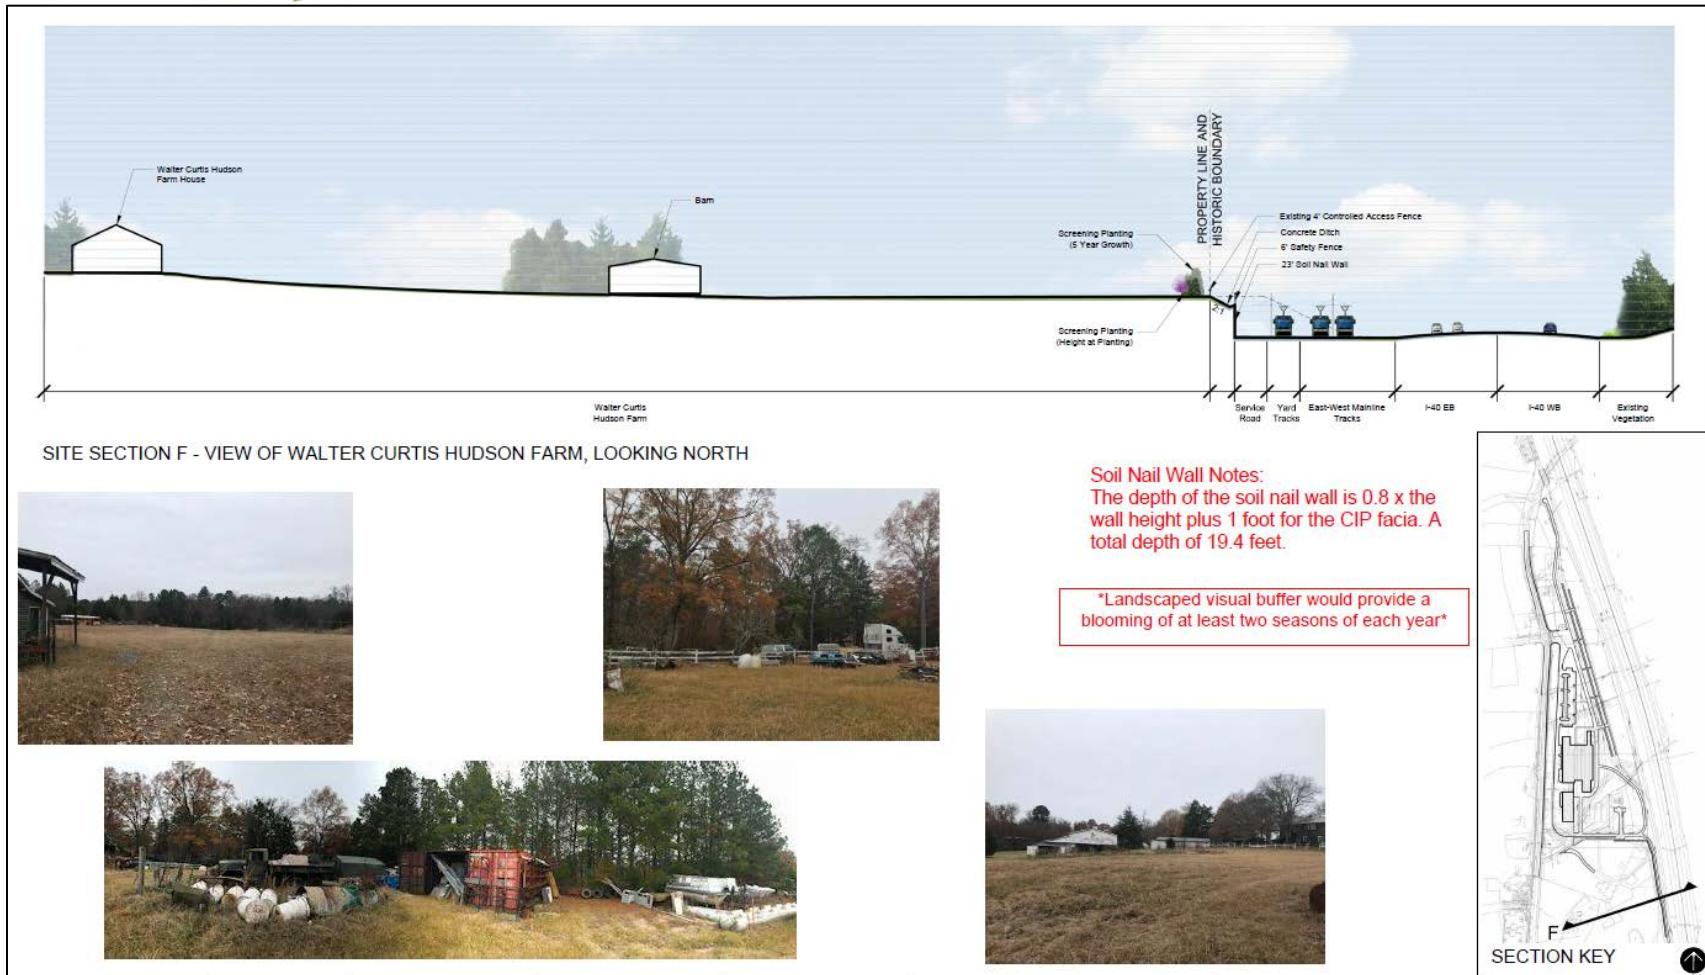 Walter Curtis Hudson
Farm House
Barn
Screening Planting
(5 Year Growth)
PROPERTY LINE AND
HISTORIC BOUNDARY
Existing 4' Controlled Access Fence
Concrete Ditch
6' Safety Fence
23' Soil Nail Wall
2:1
Screening Planting
(Height at Planting)
Walter Curtis
Hudson Farm
Service
Road
Yard
Tracks
East-West Mainline
Tracks
I-40 EB
I-40 WB
Existing
Vegetation
SITE SECTION F - VIEW OF WALTER CURTIS HUDSON FARM, LOOKING NORTH
Soil Nail Wall Notes:
The depth of the soil nail wall is 0.8 x the
wall height plus 1 foot for the CIP facia. A
total depth of 19.4 feet.
*Landscaped visual buffer would provide a
blooming of at least two seasons of each year*
F
SECTION KEY